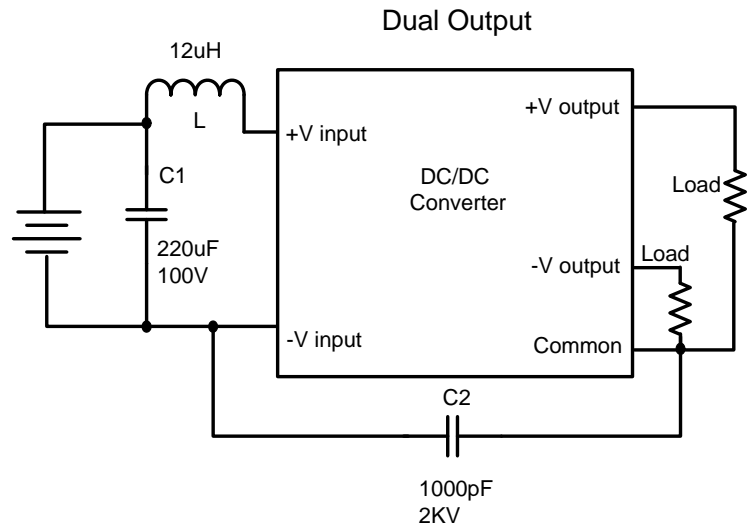 Dual Output
12uH
L
+V input
+V output
C1
DC/DC
Converter
Load
220uF
100V
Load
-V output
-V input
Common
C2
1000pF
2KV